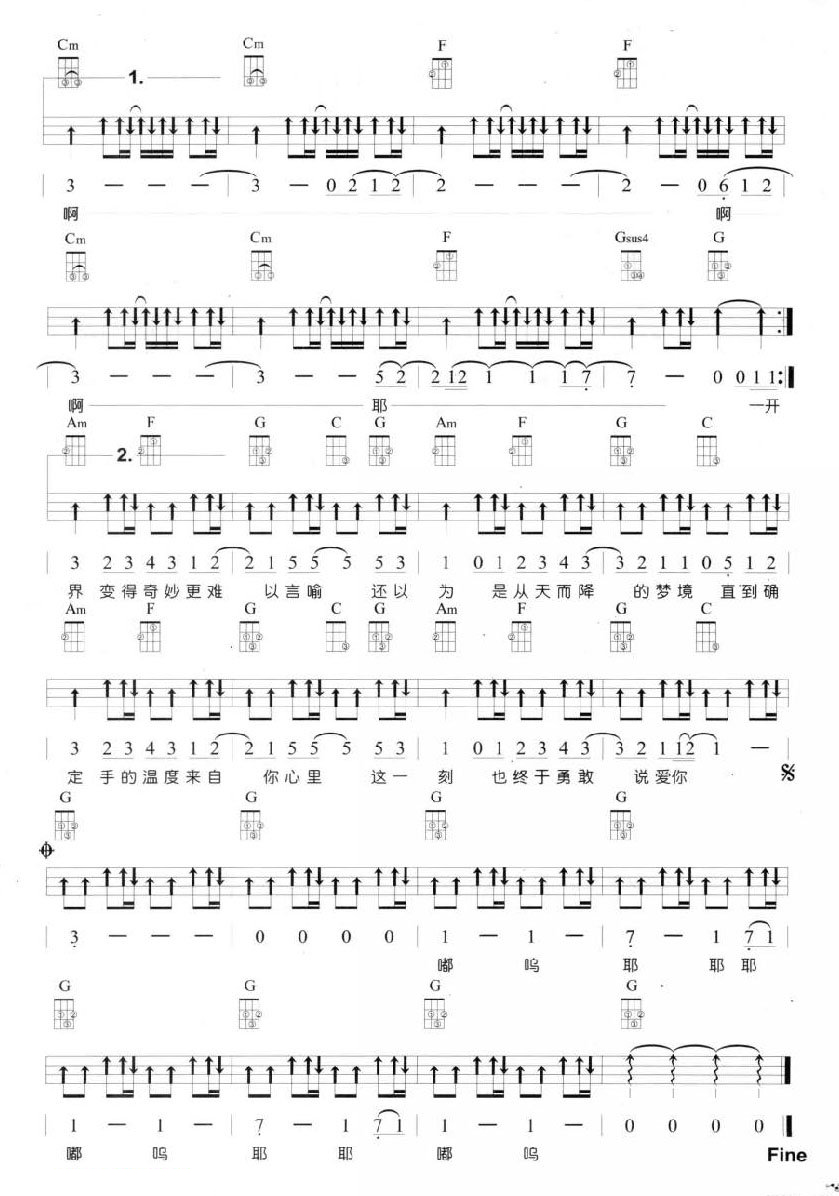 Cm Cm F F
1.
3 — — — 3 — 0 2 1 2 2 — — — 2 — 0 6 1 2
啊 啊
Cm Cm F Gsus4 G
3 — — — 3 — — 5 2 2 1 2 1 1 1 7 7 — 0 0 1 1
啊 耶 一开
Am F G C G Am F G C
2.
3 2 3 4 3 1 2 2 1 5 5 5 5 3 1 0 1 2 3 4 3 3 2 1 1 0 5 1 2
界 变得奇妙更难 以言喻 还以 为 是从天而降 的梦境 直到确
Am F G C G Am F G C
3 2 3 4 3 1 2 2 1 5 5 5 5 3 1 0 1 2 3 4 3 3 2 1 1 2 1 —
定 手的温度来自 你心里 这一 刻 也终于勇敢 说爱你
G G G G
3 — — — 0 0 0 0 1 — 1 — 7 — 1 7 1
嘟 呜 耶 耶 耶
G G G G
1 — 1 — 7 — 1 7 1 1 — 1 — 0 0 0 0
嘟 呜 耶 耶 嘟 呜
Fine